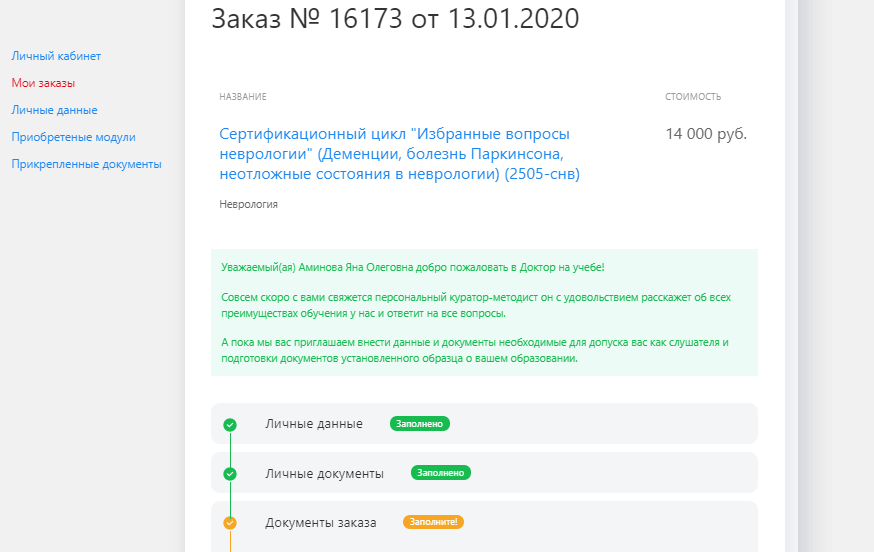 Заказ № 16173 от 13.01.2020
Личный кабинет
Мои заказы
Личные данные
Приобретеные модули
Прикрепленные документы
НАЗВАНИЕ
СТОИМОСТЬ
Сертификационный цикл "Избранные вопросы
неврологии" (Деменции, болезнь Паркинсона,
неотложные состояния в неврологии) (2505-снв)
14 000 руб.
Неврология
Уважаемый(ая) Аминова Яна Олеговна добро пожаловать в Доктор на учебе!
Совсем скоро с вами свяжется персональный куратор-методист он с удовольствием расскажет об всех
преимуществах обучения у нас и ответит на все вопросы.
А пока мы вас приглашаем внести данные и документы необходимые для допуска вас как слушателя и
подготовки документов установленного образца о вашем образовании.
Личные данные Заполнено
Личные документы Заполнено
Документы заказа Заполните!